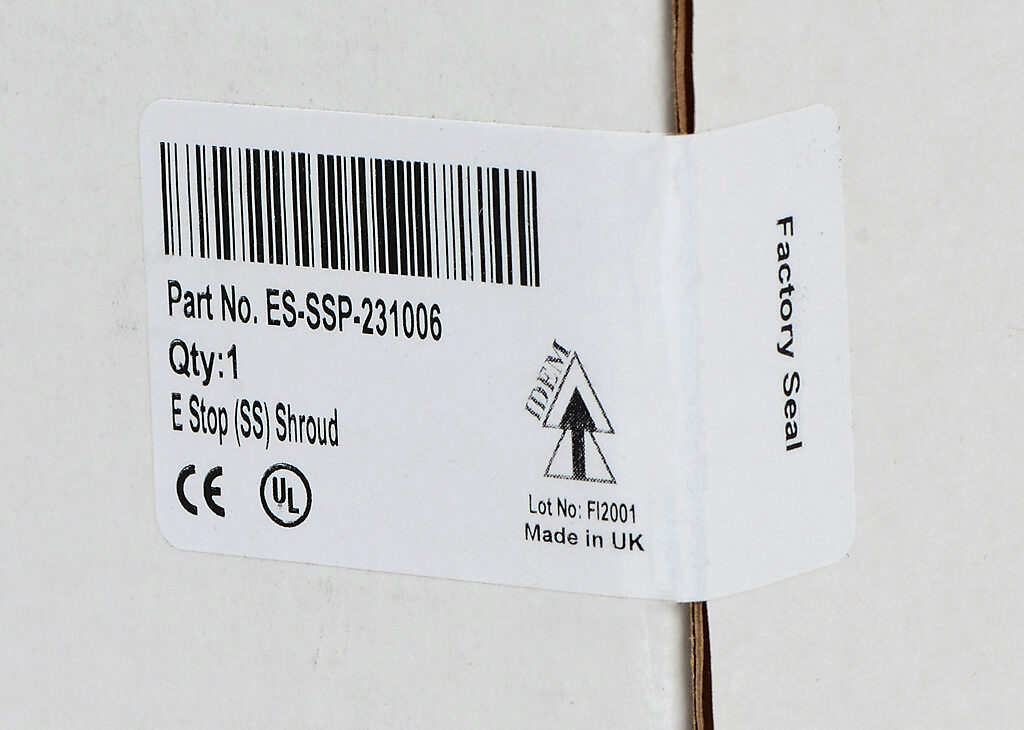 Part No. ES-SSP-231006
Qty:1
E Stop (SS) Shroud
CE
UL
IDEM
Lot No: FI2001
Made in UK
Factory Seal